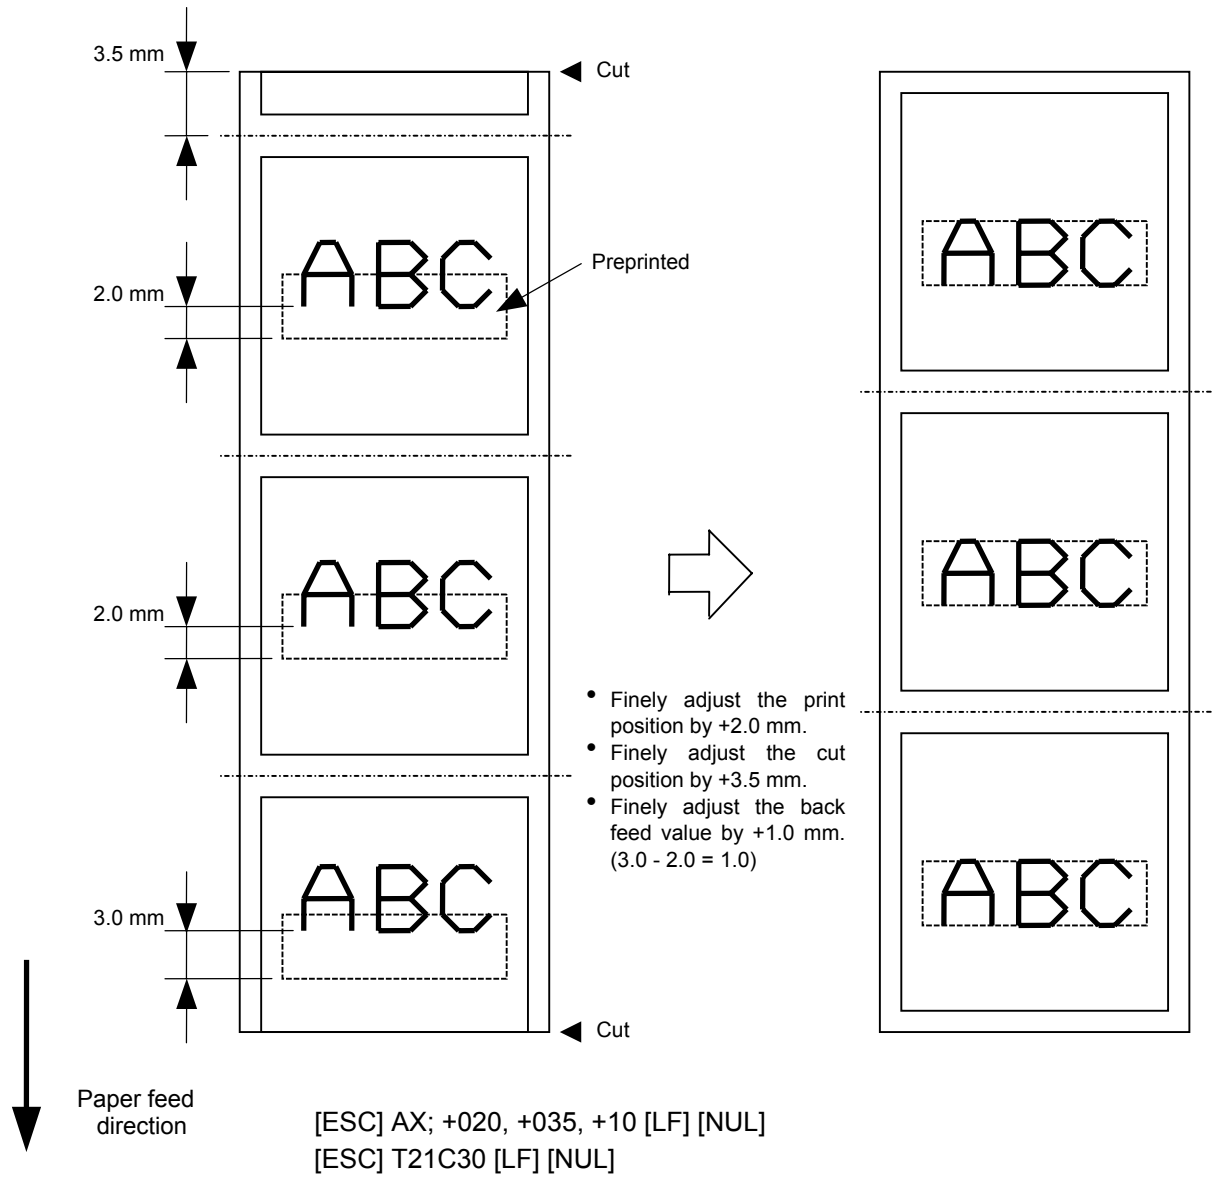 3.5 mm
Cut
ABC
ABC
Preprinted
2.0 mm
2.0 mm
ABC
ABC
• Finely adjust the print
position by +2.0 mm.
• Finely adjust the cut
position by +3.5 mm.
• Finely adjust the back
feed value by +1.0 mm.
(3.0 - 2.0 = 1.0)
3.0 mm
ABC
ABC
Cut
Paper feed
direction
[ESC] AX; +020, +035, +10 [LF] [NUL]
[ESC] T21C30 [LF] [NUL]